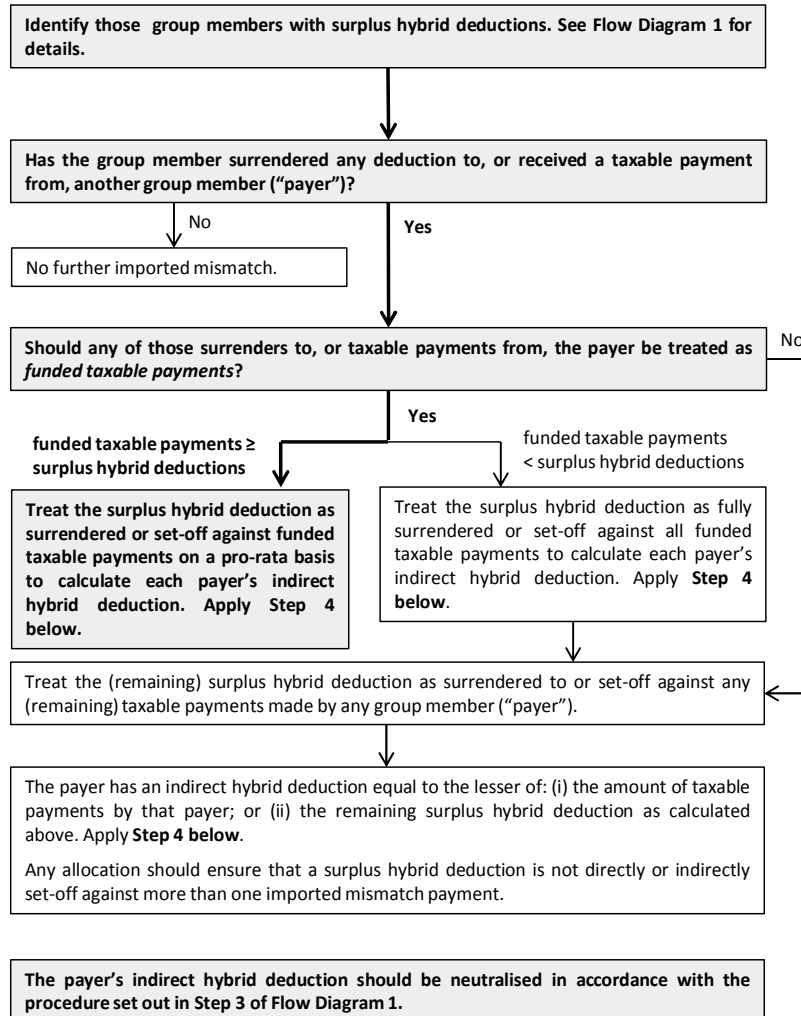 Identify those group members with surplus hybrid deductions. See Flow Diagram 1 for
details.
Has the group member surrendered any deduction to, or received a taxable payment
from, another group member (“payer”)?
No
Yes
No further imported mismatch.
Should any of those surrenders to, or taxable payments from, the payer be treated as
funded taxable payments?
No
Yes
funded taxable payments ≥
surplus hybrid deductions
funded taxable payments
< surplus hybrid deductions
Treat the surplus hybrid deduction as
surrendered or set-off against funded
taxable payments on a pro-rata basis
to calculate each payer’s indirect
hybrid deduction. Apply Step 4
below.
Treat the surplus hybrid deduction as fully
surrendered or set-off against all funded
taxable payments to calculate each payer’s
indirect hybrid deduction. Apply Step 4
below.
Treat the (remaining) surplus hybrid deduction as surrendered to or set-off against any
(remaining) taxable payments made by any group member (“payer”).
The payer has an indirect hybrid deduction equal to the lesser of: (i) the amount of taxable
payments by that payer; or (ii) the remaining surplus hybrid deduction as calculated
above. Apply Step 4 below.
Any allocation should ensure that a surplus hybrid deduction is not directly or indirectly
set-off against more than one imported mismatch payment.
The payer’s indirect hybrid deduction should be neutralised in accordance with the
procedure set out in Step 3 of Flow Diagram 1.